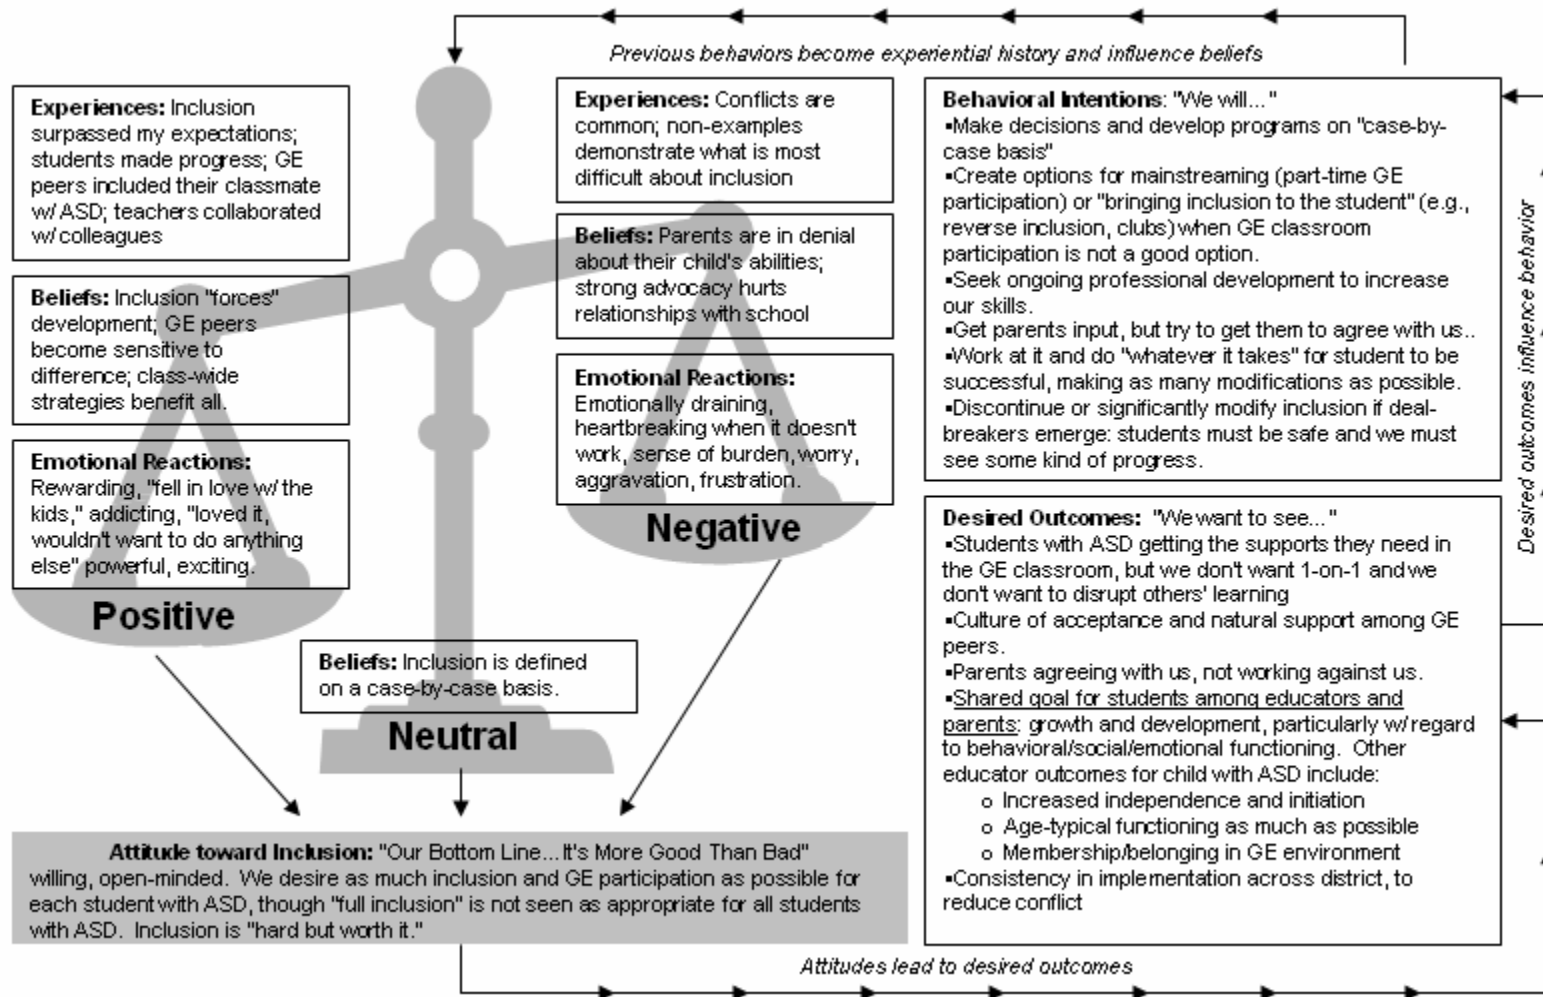 Previous behaviors become experiential history and influence beliefs
Experiences: Inclusion
surpassed my expectations;
students made progress; GE
peers included their classmate
w/ ASD; teachers collaborated
w/ colleagues
Beliefs: Inclusion "forces"
development; GE peers
become sensitive to
difference; class-wide
strategies benefit all.
Emotional Reactions:
Rewarding, "fell in love w/ the
kids," addicting, "loved it,
wouldn't want to do anything
else" powerful, exciting.
Positive
Experiences: Conflicts are
common; non-examples
demonstrate what is most
difficult about inclusion
Beliefs: Parents are in denial
about their child's abilities;
strong advocacy hurts
relationships with school
Emotional Reactions:
Emotionally draining,
heartbreaking when it doesn't
work, sense of burden, worry,
aggravation, frustration.
Negative
Beliefs: Inclusion is defined
on a case-by-case basis.
Neutral
Attitude toward Inclusion: "Our Bottom Line...It's More Good Than Bad"
willing, open-minded. We desire as much inclusion and GE participation as possible for
each student with ASD, though "full inclusion" is not seen as appropriate for all students
with ASD. Inclusion is "hard but worth it."
Behavioral Intentions: "We will..."
▪Make decisions and develop programs on "case-by-
case basis"
▪Create options for mainstreaming (part-time GE
participation) or "bringing inclusion to the student" (e.g.,
reverse inclusion, clubs) when GE classroom
participation is not a good option.
▪Seek ongoing professional development to increase
our skills.
▪Get parents input, but try to get them to agree with us..
▪Work at it and do "whatever it takes" for student to be
successful, making as many modifications as possible.
▪Discontinue or significantly modify inclusion if deal-
breakers emerge: students must be safe and we must
see some kind of progress.
Desired Outcomes: "We want to see..."
▪Students with ASD getting the supports they need in
the GE classroom, but we don't want 1-on-1 and we
don't want to disrupt others' learning
▪Culture of acceptance and natural support among GE
peers.
▪Parents agreeing with us, not working against us.
▪Shared goal for students among educators and
parents: growth and development, particularly w/ regard
to behavioral/social/emotional functioning. Other
educator outcomes for child with ASD include:
o Increased independence and initiation
o Age-typical functioning as much as possible
o Membership/belonging in GE environment
▪Consistency in implementation across district, to
reduce conflict
Desired outcomes influence behavior
Attitudes lead to desired outcomes